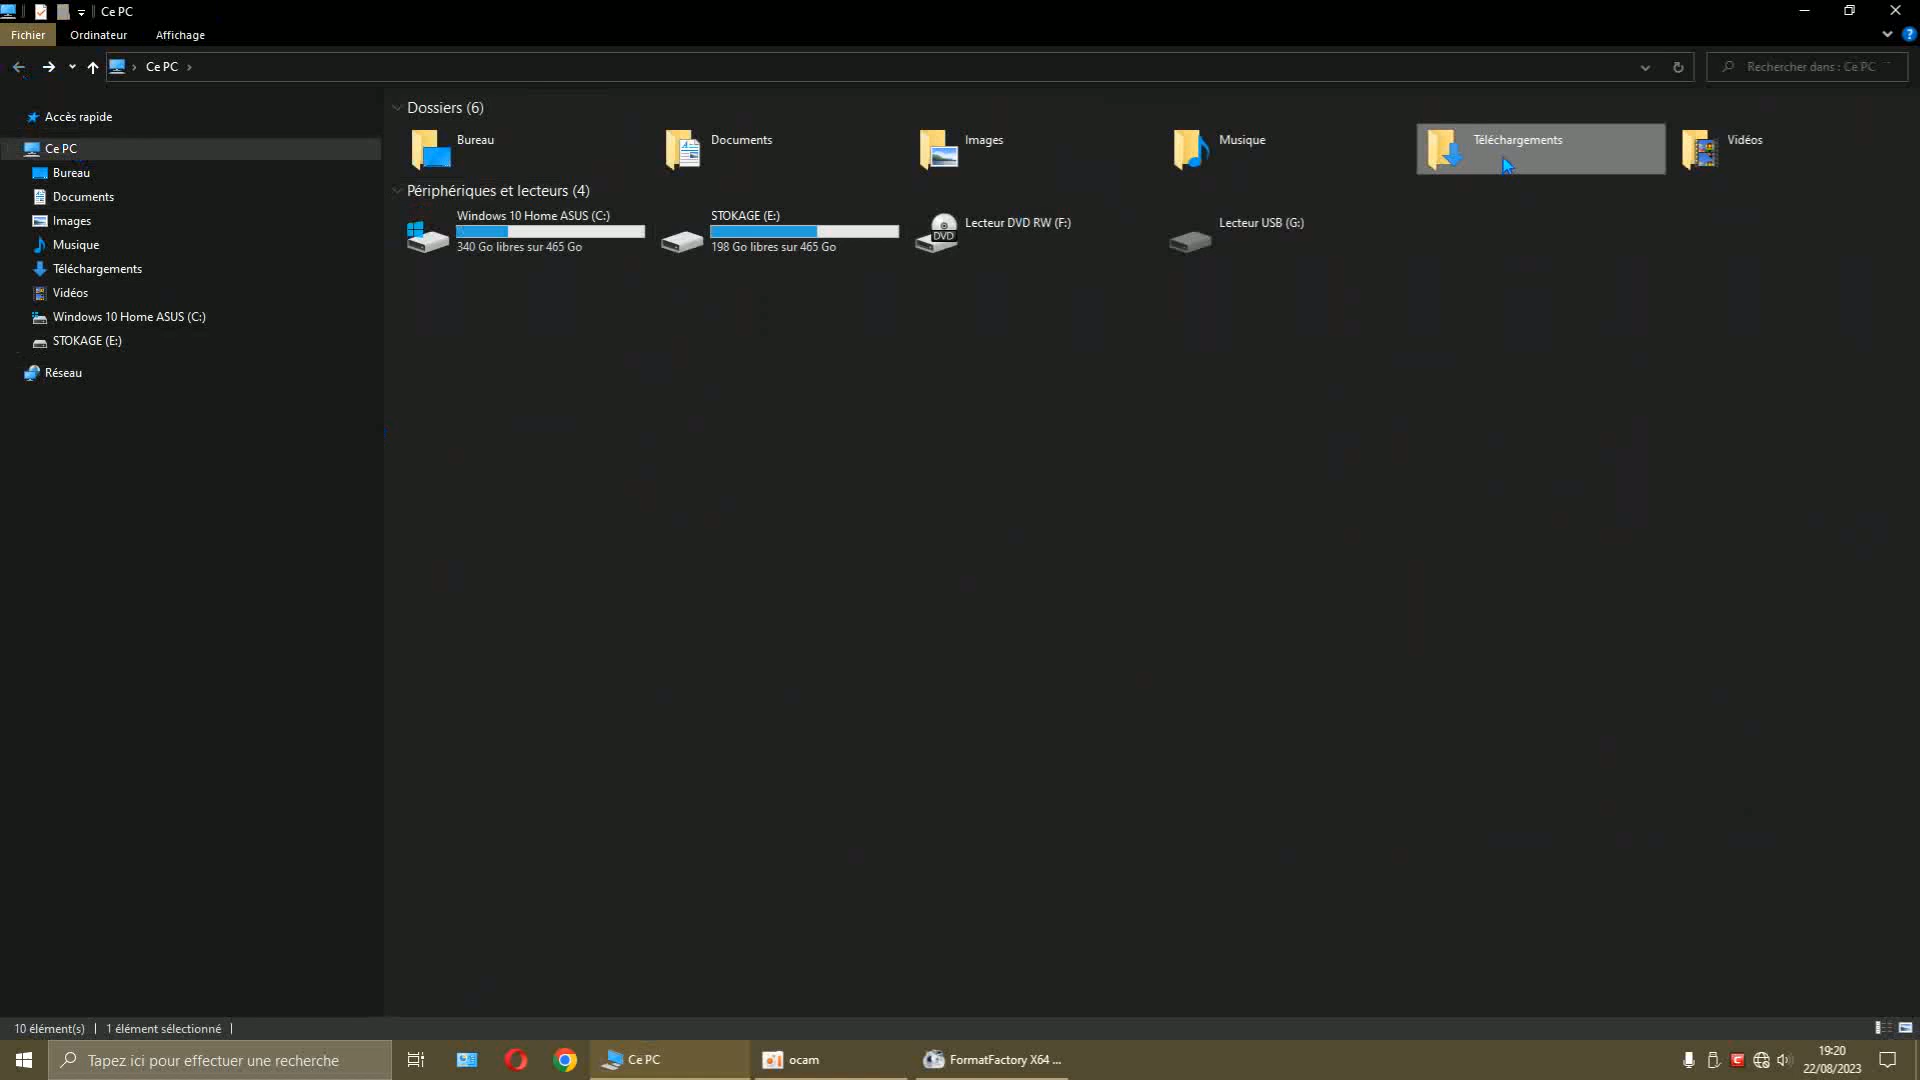 Ce PC
Fichier
Ordinateur
Affichage
Ce PC
Rechercher dans : Ce PC
Accès rapide
Ce PC
Bureau
Documents
Images
Musique
Téléchargements
Vidéos
Windows 10 Home ASUS (C:)
STOKAGE (E:)
Réseau
Dossiers (6)
Bureau
Documents
Images
Musique
Téléchargements
Vidéos
Périphériques et lecteurs (4)
Windows 10 Home ASUS (C:)
340 Go libres sur 465 Go
STOKAGE (E:)
198 Go libres sur 465 Go
DVD
Lecteur DVD RW (F:)
Lecteur USB (G:)
10 élément(s)
1 élément sélectionné
Tapez ici pour effectuer une recherche
Ce PC
ocam
FormatFactory X64 ...
19:20
22/08/2023